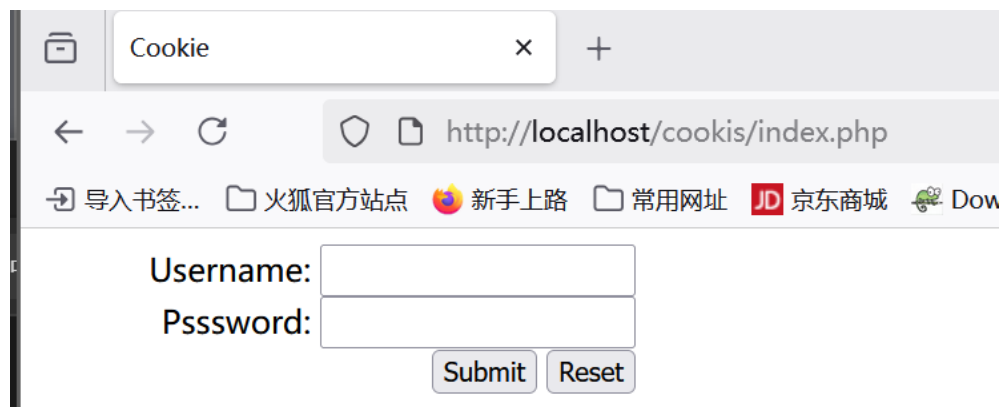 Cookie
http://localhost/cookis/index.php
导入书签... 火狐官方站点 新手上路 常用网址 JD 京东商城 Dow
Username:
Psssword:
Submit Reset